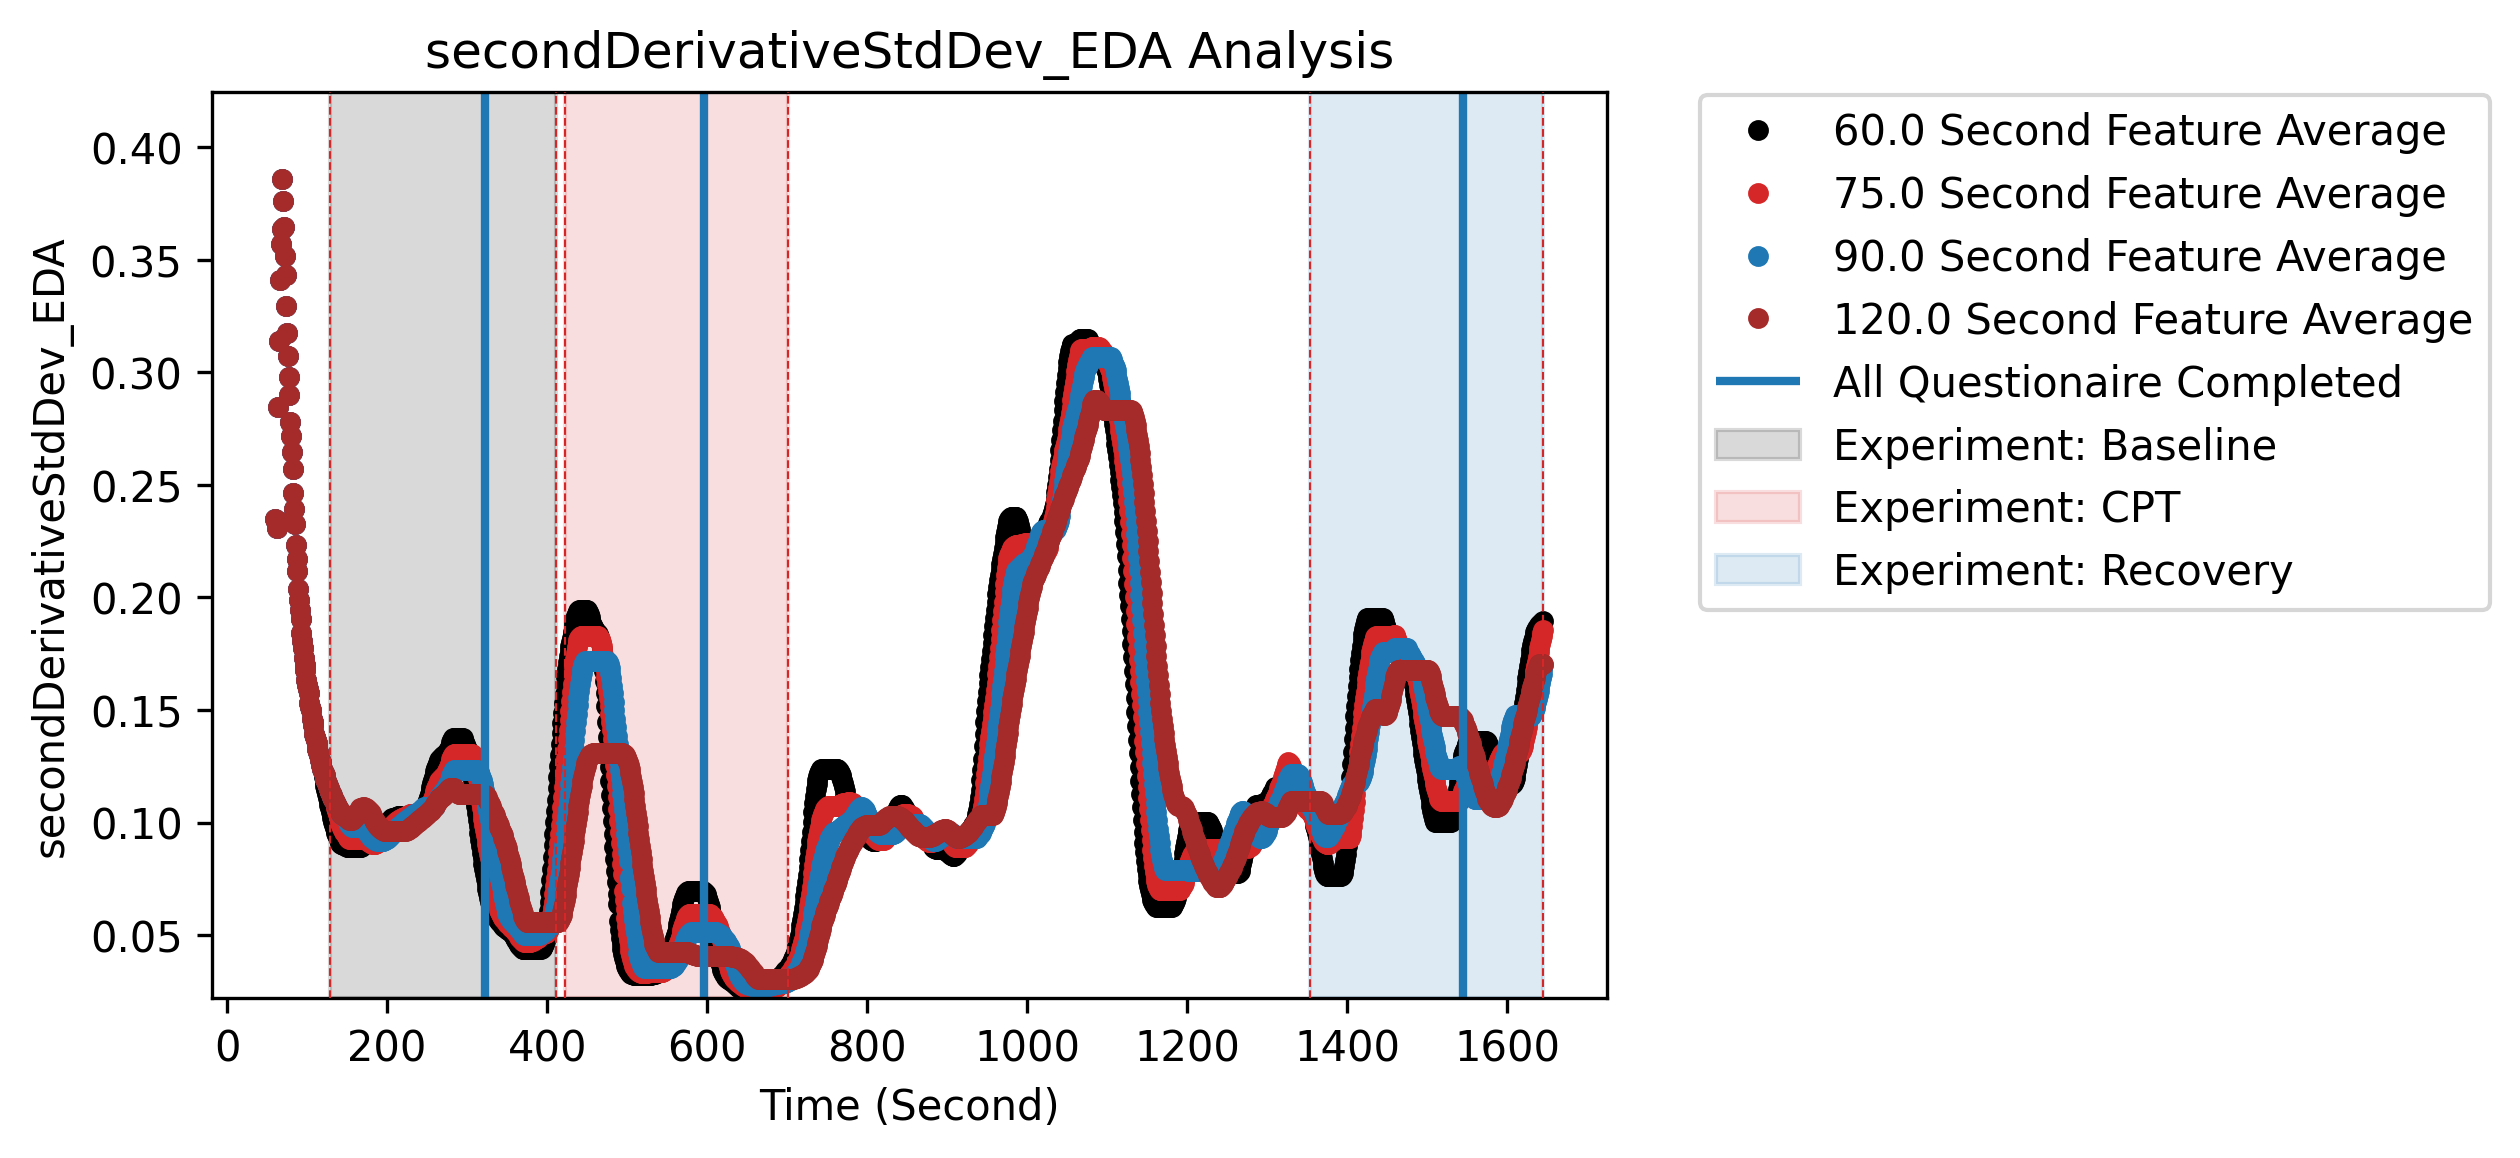 secondDerivativeStdDev_EDA Analysis
secondDerivativeStdDev_EDA
0.40
0.35
0.30
0.25
0.20
0.15
0.10
0.05
0 200 400 600 800 1000 1200 1400 1600
Time (Second)
60.0 Second Feature Average
75.0 Second Feature Average
90.0 Second Feature Average
120.0 Second Feature Average
All Questionaire Completed
Experiment: Baseline
Experiment: CPT
Experiment: Recovery